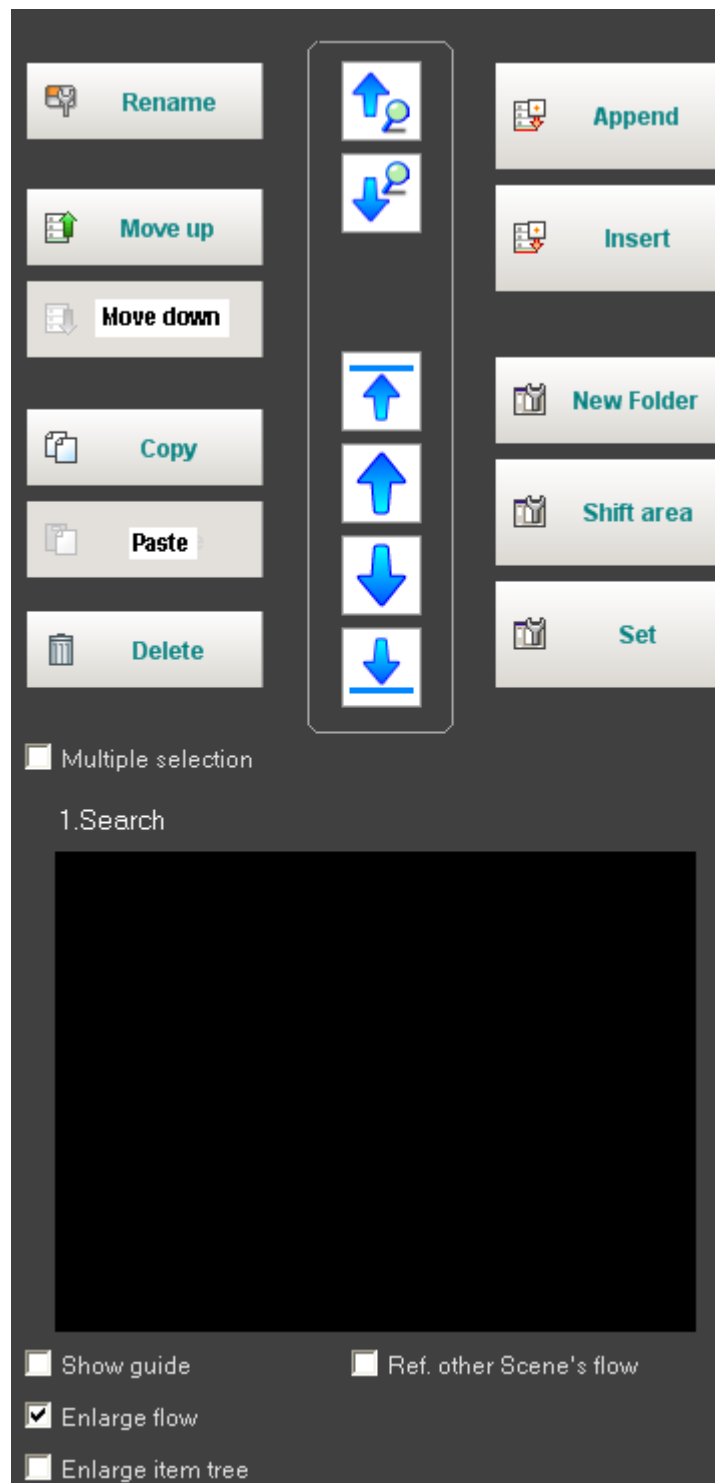 Rename
Append
Move up
Insert
Move down
New Folder
Copy
Shift area
Paste
Set
Delete
Multiple selection
1.Search
Show guide
Ref. other Scene's flow
Enlarge flow
Enlarge item tree